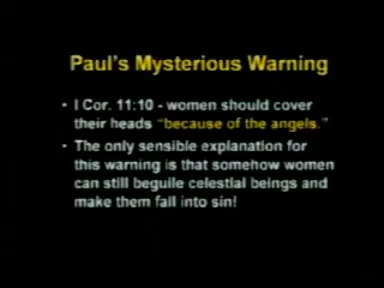 Paul's Mysterious Warning
• I Cor. 11:10 - women should cover
their heads "because of the angels."
• The only sensible explanation for
this warning is that somehow women
can still beguile celestial beings and
make them fall into sin!